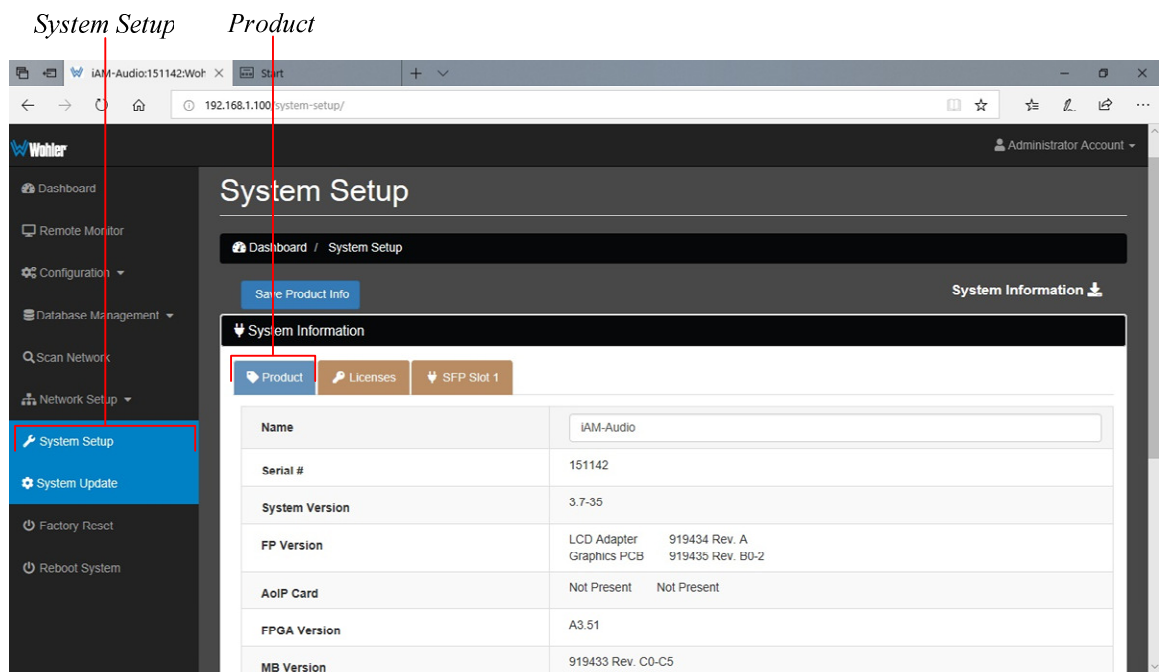 System Setup Product
iAM-Audio:151142:Woh Start
192.168.1.100/system-setup/
Wohler Administrator Account
Dashboard
Remote Monitor
Configuration
Database Management
Scan Network
Network Setup
System Setup
System Update
Factory Reset
Reboot System
System Setup
Dashboard / System Setup
Save Product Info System Information
System Information
Product Licenses SFP Slot 1
Name iAM-Audio
Serial # 151142
System Version 3.7-35
FP Version LCD Adapter 919434 Rev. A
Graphics PCB 919435 Rev. B0-2
AoIP Card Not Present Not Present
FPGA Version A3.51
MB Version 919433 Rev. C0-C5